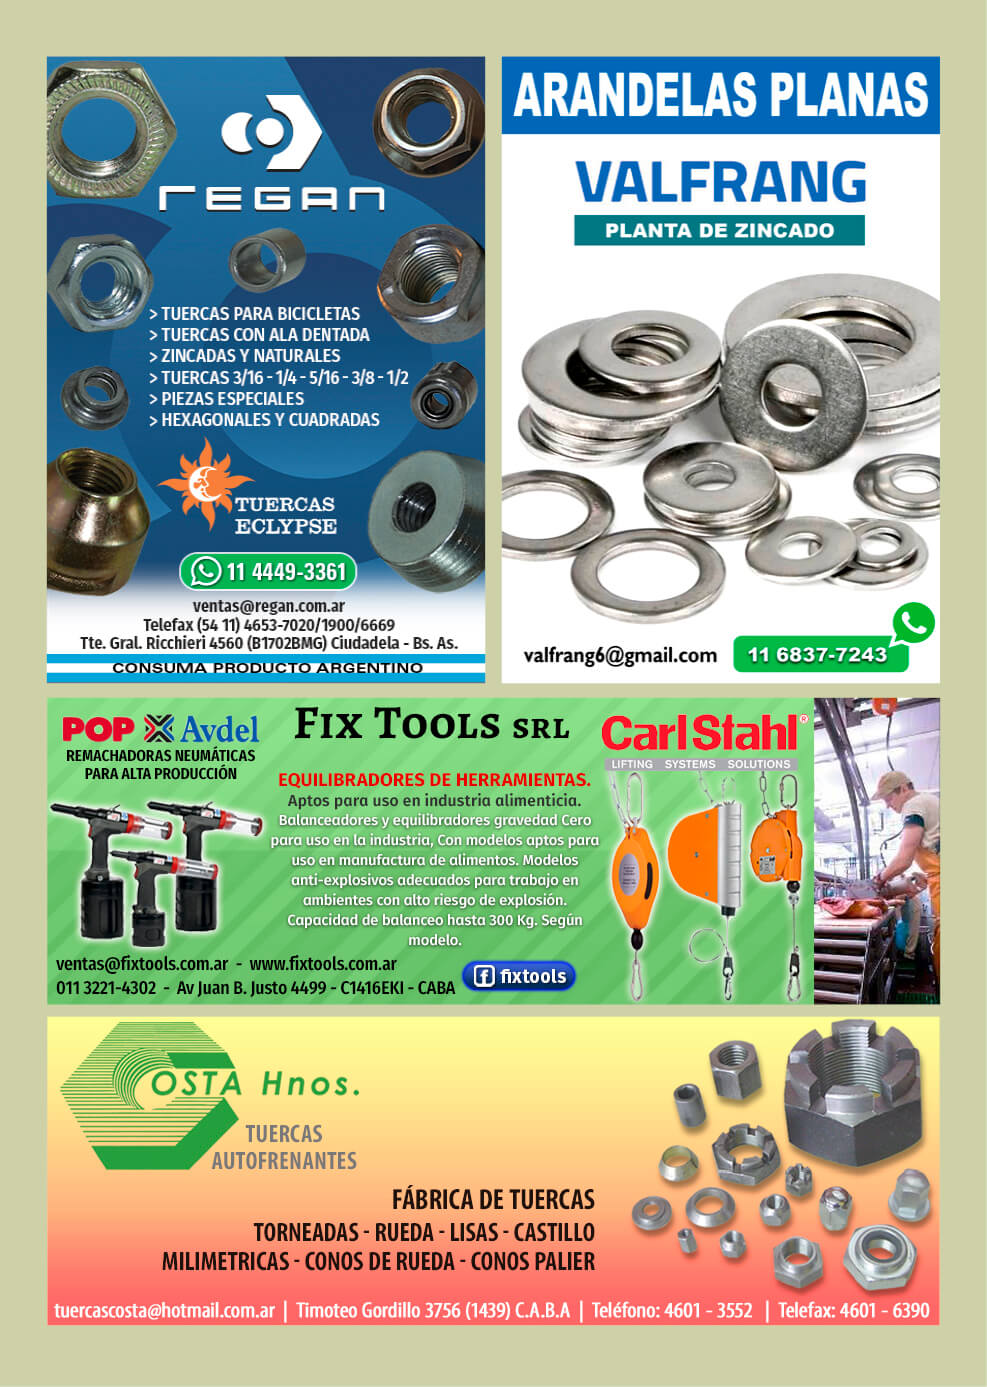 REGAN
> TUERCAS PARA BICICLETAS
> TUERCAS CON ALA DENTADA
> ZINCADAS Y NATURALES
> TUERCAS 3/16 - 1/4 - 5/16 - 3/8 - 1/2
> PIEZAS ESPECIALES
> HEXAGONALES Y CUADRADAS
TUERCAS
ECLYPSE
11 4449-3361
ventas@regan.com.ar
Telefax (54 11) 4653-7020/1900/6669
Tte. Gral. Ricchieri 4560 (B1702BMG) Ciudadela - Bs. As.
CONSUMA PRODUCTO ARGENTINO
ARANDELAS PLANAS
VALFRANG
PLANTA DE ZINCADO
valfrang6@gmail.com
11 6837-7243
POP Avdel
REMACHADORAS NEUMÁTICAS
PARA ALTA PRODUCCIÓN
FIX TOOLS SRL
EQUILIBRADORES DE HERRAMIENTAS.
Aptos para uso en industria alimenticia.
Balanceadores y equilibradores gravedad Cero
para uso en la industria, Con modelos aptos para
uso en manufactura de alimentos. Modelos
anti-explosivos adecuados para trabajo en
ambientes con alto riesgo de explosión.
Capacidad de balanceo hasta 300 Kg. Según
modelo.
CarlStahl®
LIFTING SYSTEMS SOLUTIONS
ventas@fixtools.com.ar - www.fixtools.com.ar
011 3221-4302 - Av Juan B. Justo 4499 - C1416EKI - CABA
f fixtools
COSTA Hnos.
TUERCAS
AUTOFRENANTES
FÁBRICA DE TUERCAS
TORNEADAS - RUEDA - LISAS - CASTILLO
MILIMETRICAS - CONOS DE RUEDA - CONOS PALIER
tuercascosta@hotmail.com.ar | Timoteo Gordillo 3756 (1439) C.A.B.A | Teléfono: 4601 - 3552 | Telefax: 4601 - 6390